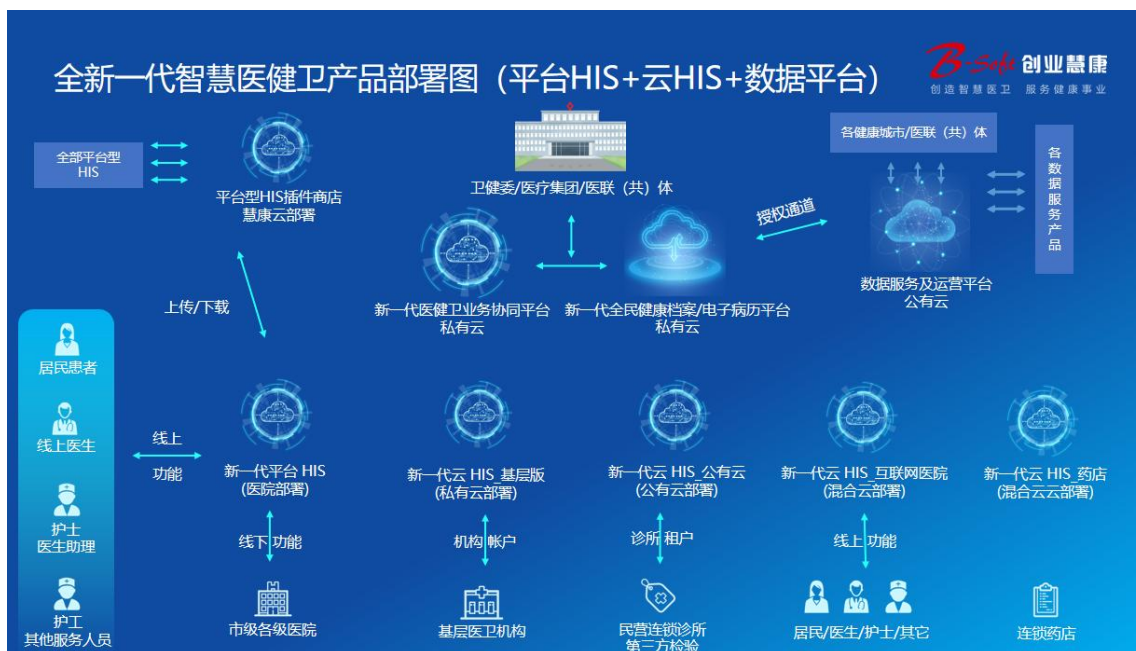 全新一代智慧医健卫产品部署图（平台HIS+云HIS+数据平台）
B-Soft 创业慧康
创造智慧医卫 服务健康事业
全部平台型
HIS
平台型HIS插件商店
慧康云部署
卫健委/医疗集团/医联（共）体
各健康城市/医联（共）体
各数据服务产品
授权通道
数据服务及运营平台
公有云
新一代医健卫业务协同平台
私有云
新一代全民健康档案/电子病历平台
私有云
上传/下载
居民患者
线上医生
护士
医生助理
护工
其他服务人员
线上
功能
新一代平台 HIS
(医院部署)
新一代云 HIS_基层版
(私有云部署)
新一代云 HIS_公有云
(公有云部署)
新一代云 HIS_互联网医院
(混合云部署)
新一代云 HIS_药店
(混合云云部署)
线下 功能
机构 帐户
诊所 租户
线上 功能
市级各级医院
基层医卫机构
民营连锁诊所
第三方检验
居民/医生/护士/其它
连锁药店